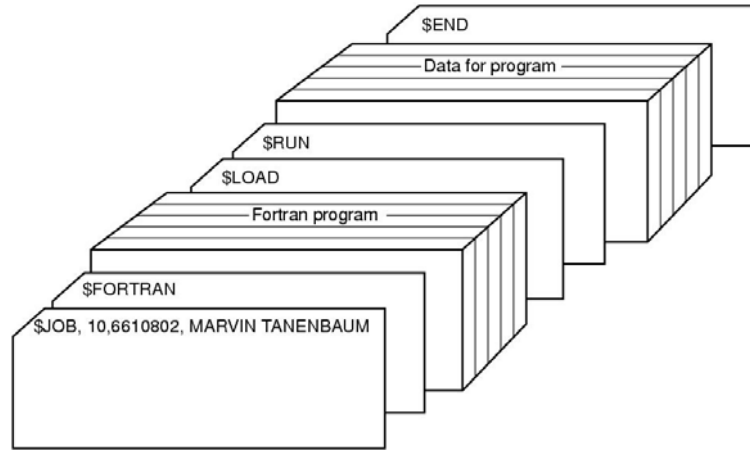 $END
Data for program
$RUN
$LOAD
Fortran program
$FORTRAN
$JOB, 10,6610802, MARVIN TANENBAUM